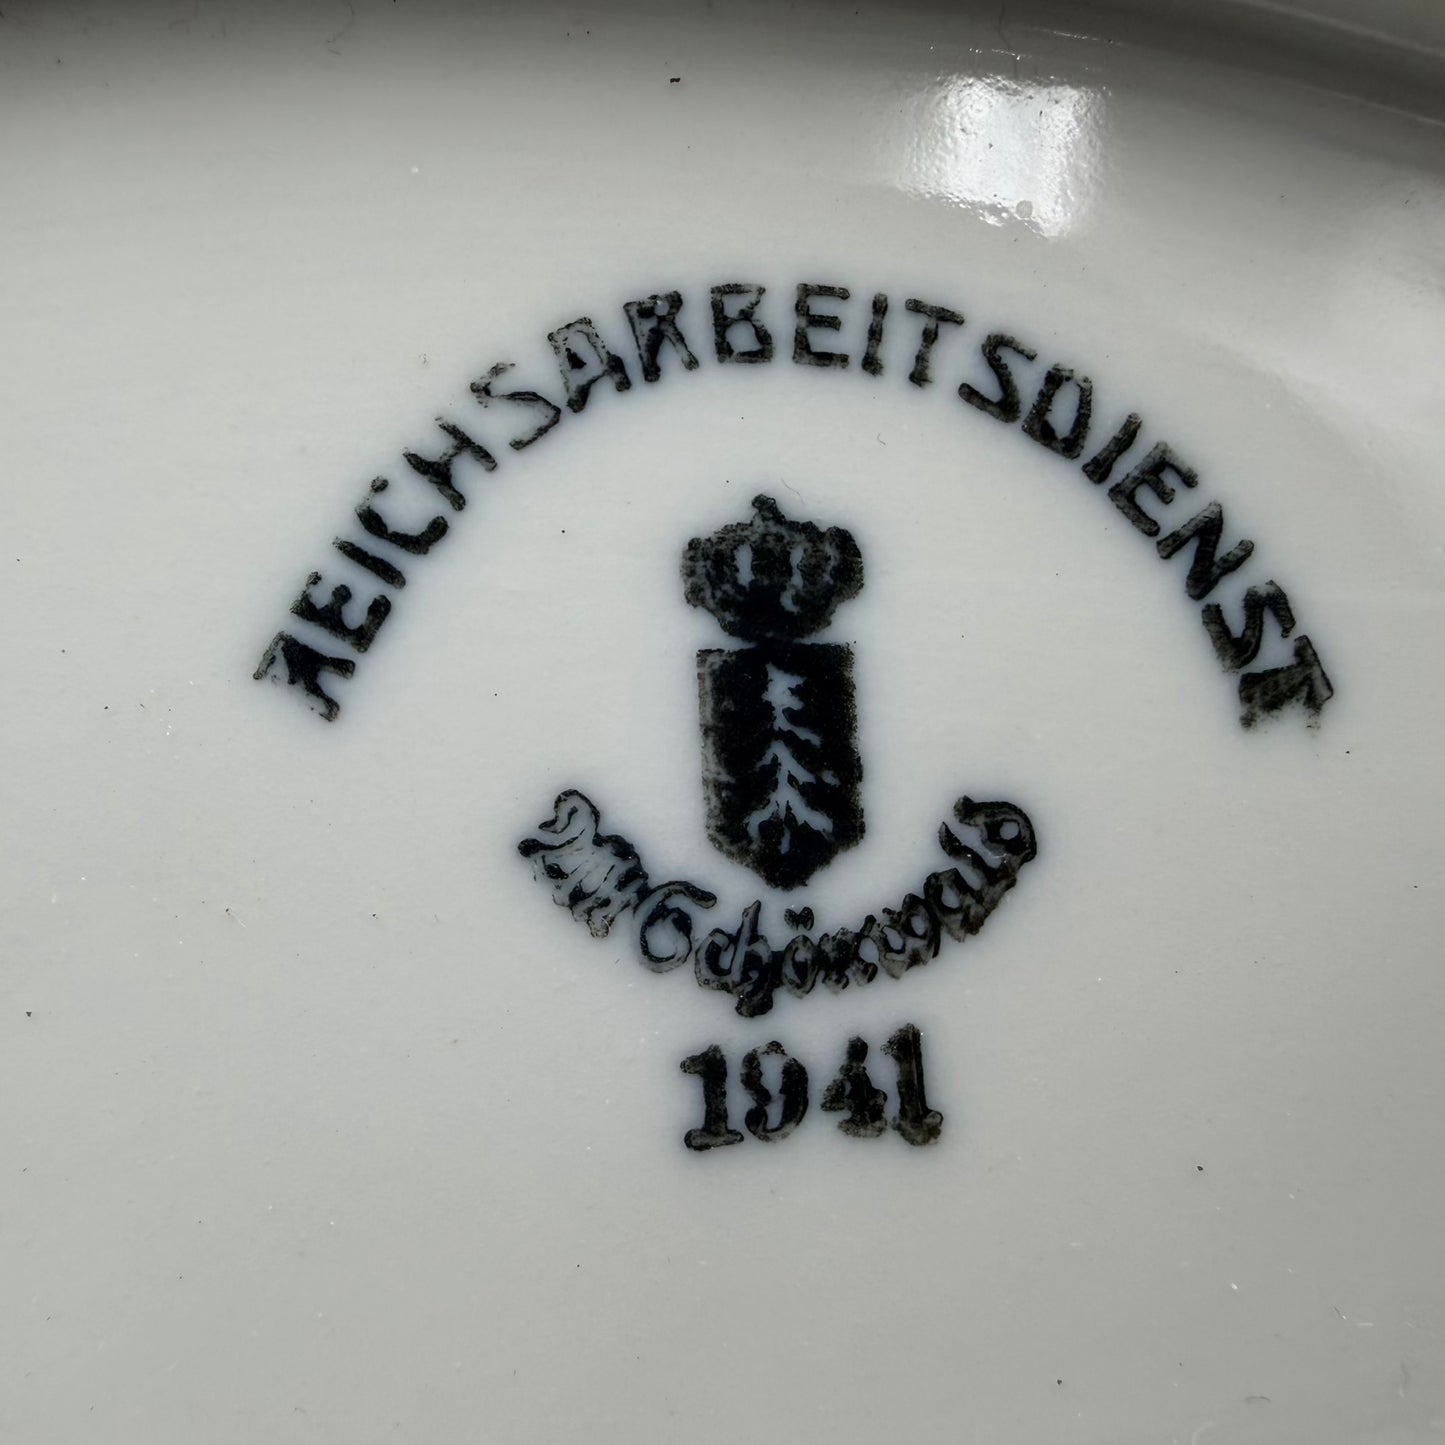 REICHSARBEITSDIENST
Schönwald
1941